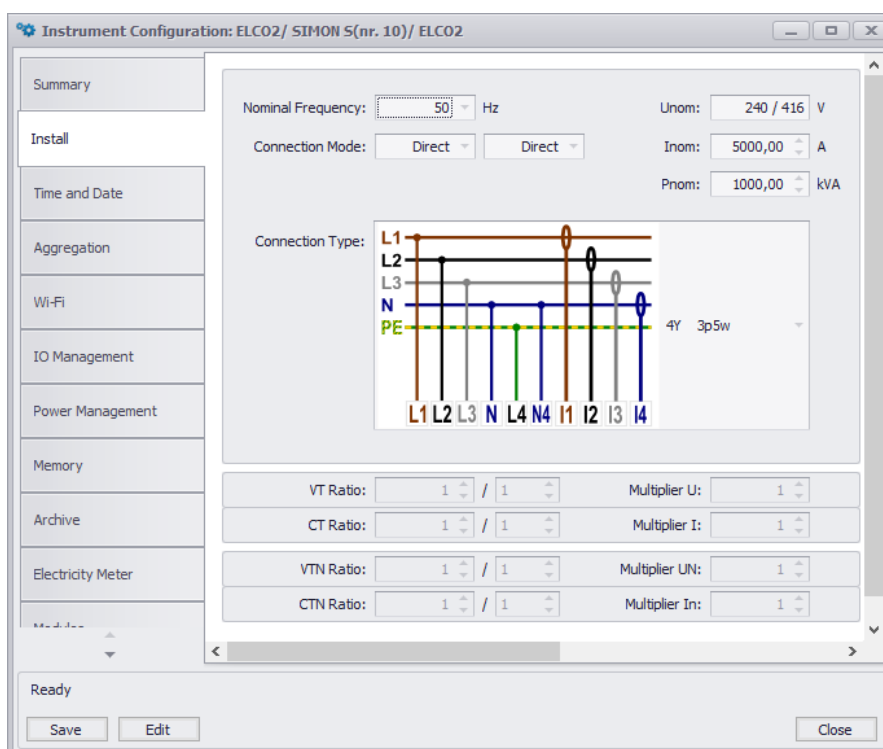 Instrument Configuration: ELCO2/ SIMON S(nr. 10)/ ELCO2
Summary
Install
Time and Date
Aggregation
Wi-Fi
IO Management
Power Management
Memory
Archive
Electricity Meter
Modules
Nominal Frequency: 50 Hz Unom: 240 / 416 V
Connection Mode: Direct Direct Inom: 5000,00 A
Pnom: 1000,00 kVA
Connection Type:
L1
L2
L3
N
PE
4Y 3p5w
L1 L2 L3 N L4 N4 I1 I2 I3 I4
VT Ratio: 1 / 1 Multiplier U: 1
CT Ratio: 1 / 1 Multiplier I: 1
VTN Ratio: 1 / 1 Multiplier UN: 1
CTN Ratio: 1 / 1 Multiplier In: 1
Ready
Save Edit Close